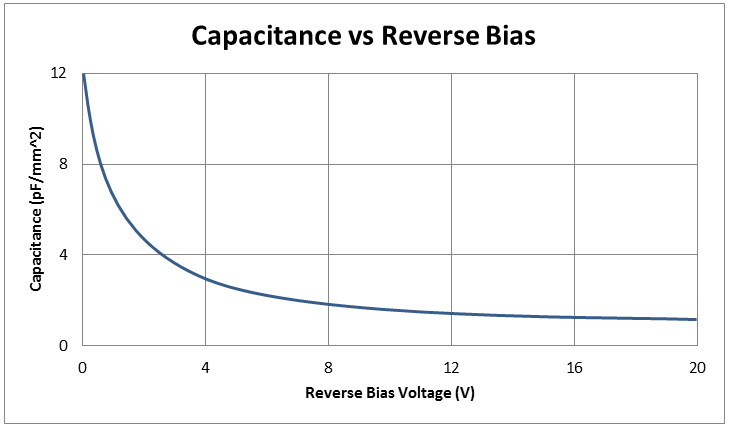 Capacitance vs Reverse Bias
12
8
4
0
Capacitance (pF/mm^2)
0 4 8 12 16 20
Reverse Bias Voltage (V)